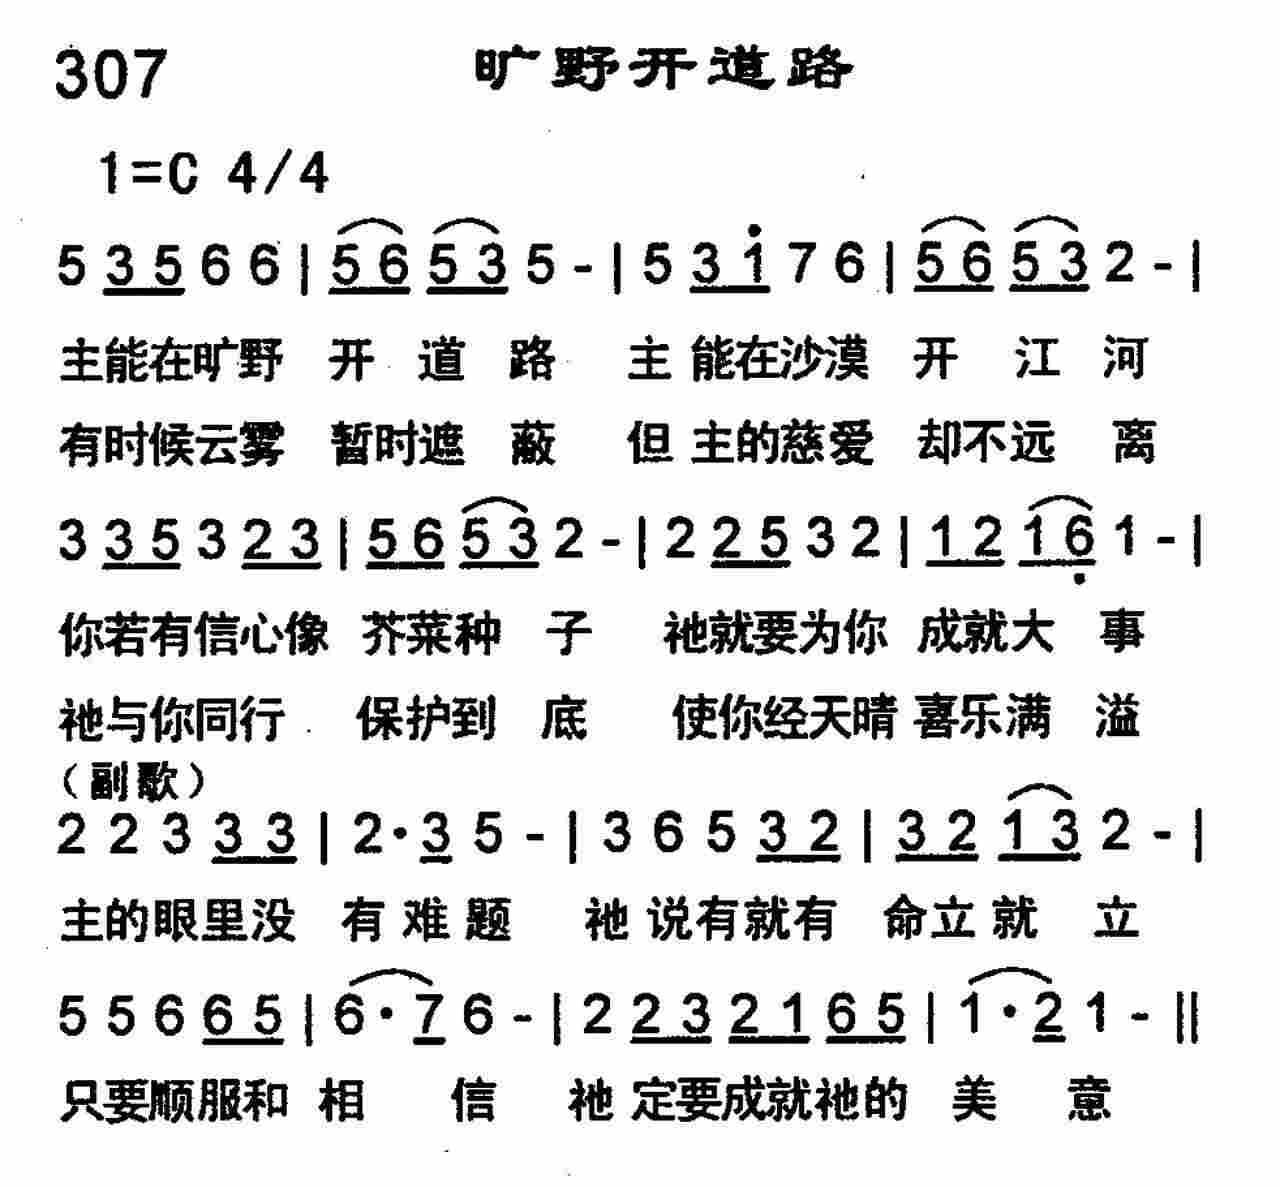 307 旷野开道路
1=C 4/4
5 3 5 6 6 | 5 6 5 3 5 - | 5 3 1̇ 7 6 | 5 6 5 3 2 - |
主能在旷野 开 道 路 主 能在沙漠 开 江 河
有时候云雾 暂时遮 蔽 但 主的慈爱 却不远 离
3 3 5 3 2 3 | 5 6 5 3 2 - | 2 2 5 3 2 | 1 2 1 6̣ 1 - |
你若有信心像 芥菜种 子 祂就要为你 成就大 事
祂与你同行 保护到 底 使你经天晴 喜乐满 溢
(副歌)
2 2 3 3 3 | 2· 3 5 - | 3 6 5 3 2 | 3 2 1 3 2 - |
主的眼里没 有 难 题 祂 说有就有 命立就 立
5 5 6 6 5 | 6· 7 6 - | 2 2 3 2 1 6 5 | 1· 2 1 - ‖
只要顺服和 相 信 祂 定要成就祂的 美 意